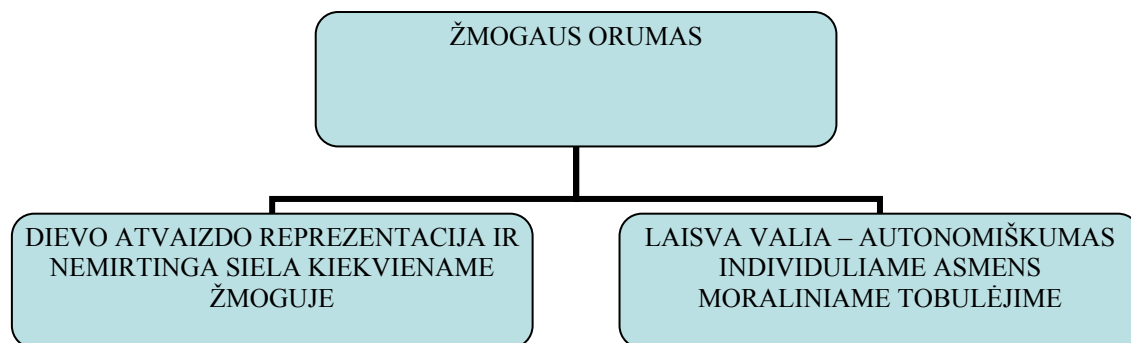 ŽMOGAUS ORUMAS
DIEVO ATVAIZDO REPREZENTACIJA IR
NEMIRTINGA SIELA KIEKVIENAME
ŽMOGUJE
LAISVA VALIA – AUTONOMIŠKUMAS
INDIVIDULIAME ASMENS
MORALINIAME TOBULĖJIME